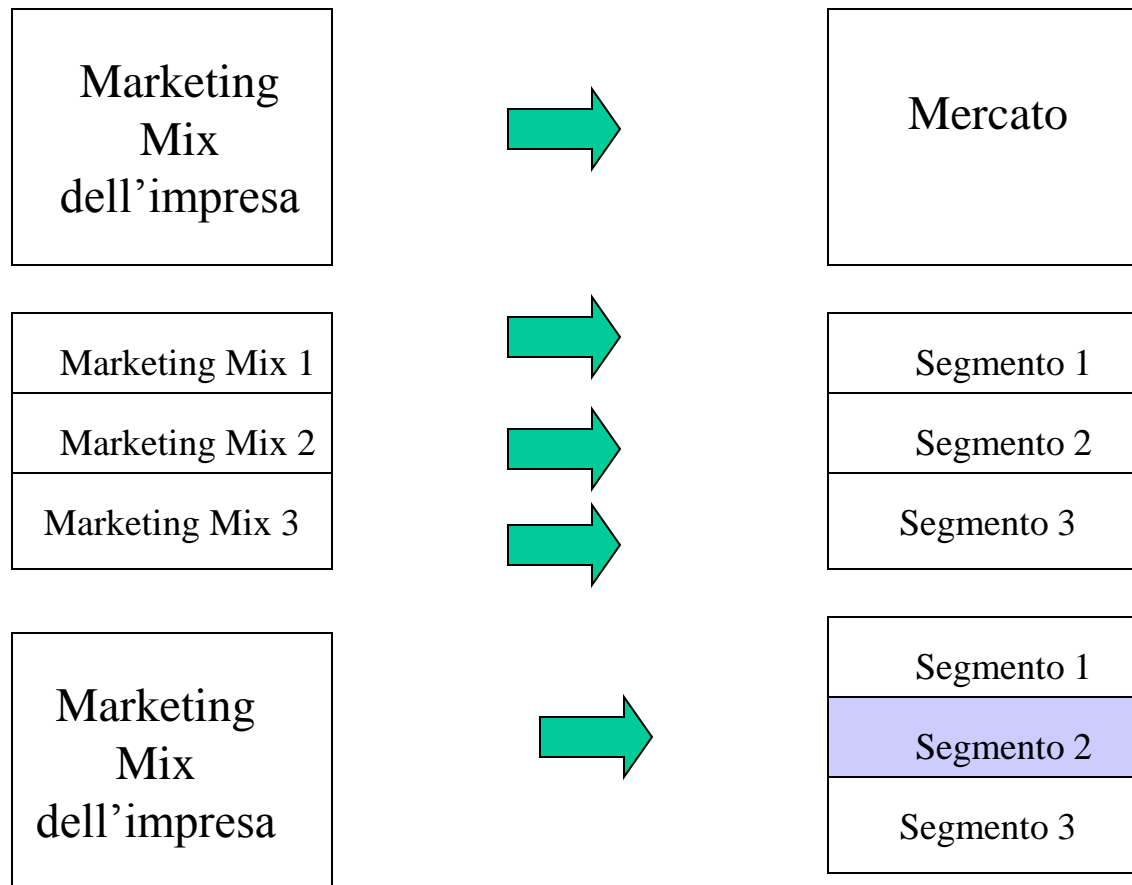 Marketing
Mix
dell’impresa
Mercato
Marketing Mix 1
Segmento 1
Marketing Mix 2
Segmento 2
Marketing Mix 3
Segmento 3
Marketing
Mix
dell’impresa
Segmento 1
Segmento 2
Segmento 3